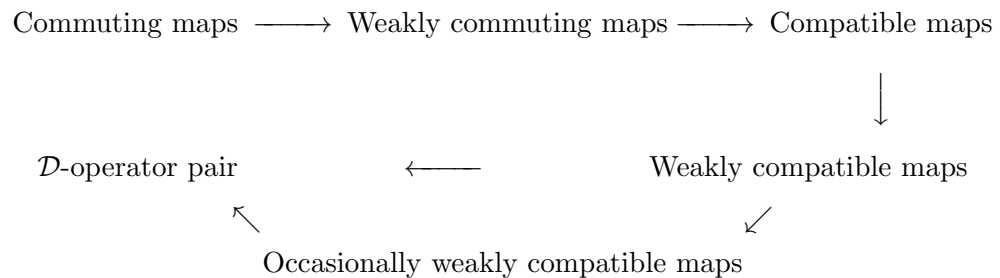 Commuting maps ⟶ Weakly commuting maps ⟶ Compatible maps
↓
𝒟-operator pair ⟵ Weakly compatible maps
↖ ↙
Occasionally weakly compatible maps